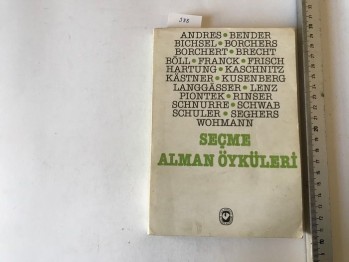 ANDRES • BENDER
BICHSEL • BORCHERS
BORCHERT • BRECHT
BÖLL • FRANCK • FRISCH
HARTUNG • KASCHNITZ
KÄSTNER • KUSENBERG
LANGGÄSSER • LENZ
PIONTEK • RINSER
SCHNURRE • SCHWAB
SCHULER • SEGHERS
WOHMANN
SEÇME
ALMAN ÖYKÜLERİ